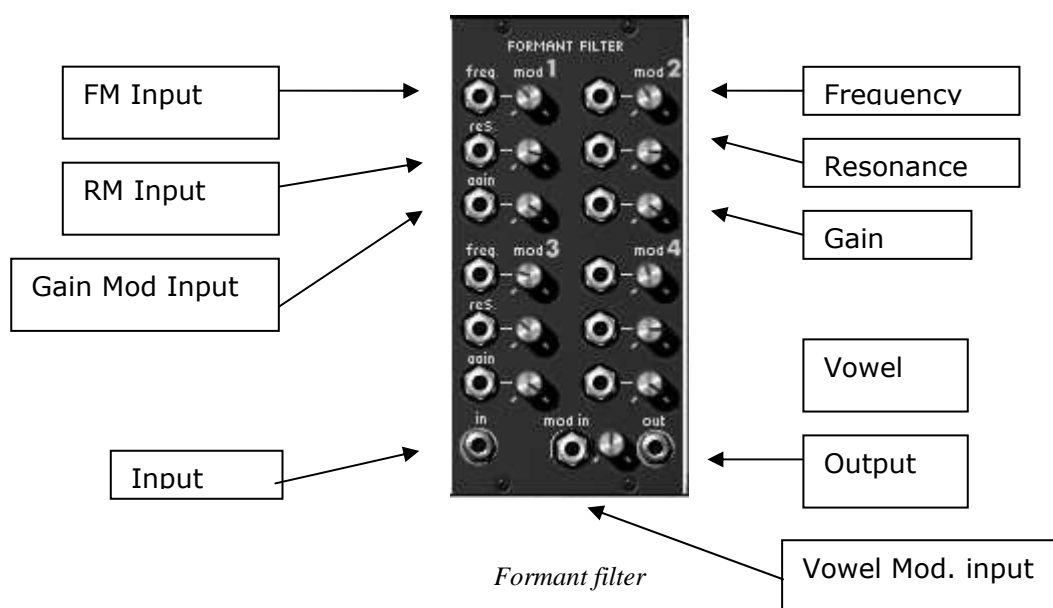 FORMANT FILTER
freq. mod 1 mod 2
FM Input
Frequency
res.
Resonance
RM Input
gain
Gain
freq. mod 3 mod 4
Gain Mod Input
res.
gain
Vowel
in mod in out
Input
Output
Vowel Mod. input
Formant filter